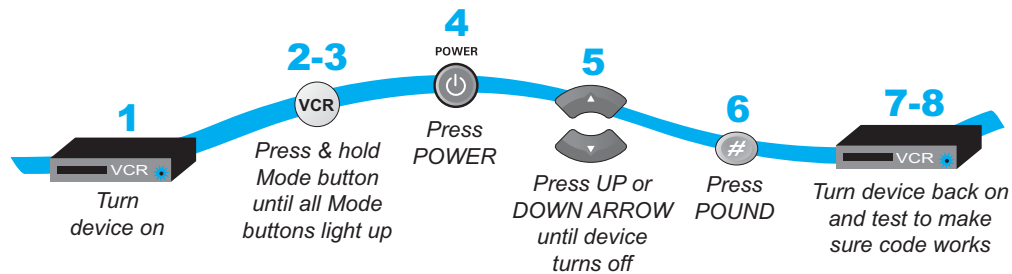 1
VCR
Turn
device on
2-3
VCR
Press & hold
Mode button
until all Mode
buttons light up
4
POWER
Press
POWER
5
Press UP or
DOWN ARROW
until device
turns off
6
#
Press
POUND
7-8
VCR
Turn device back on
and test to make
sure code works